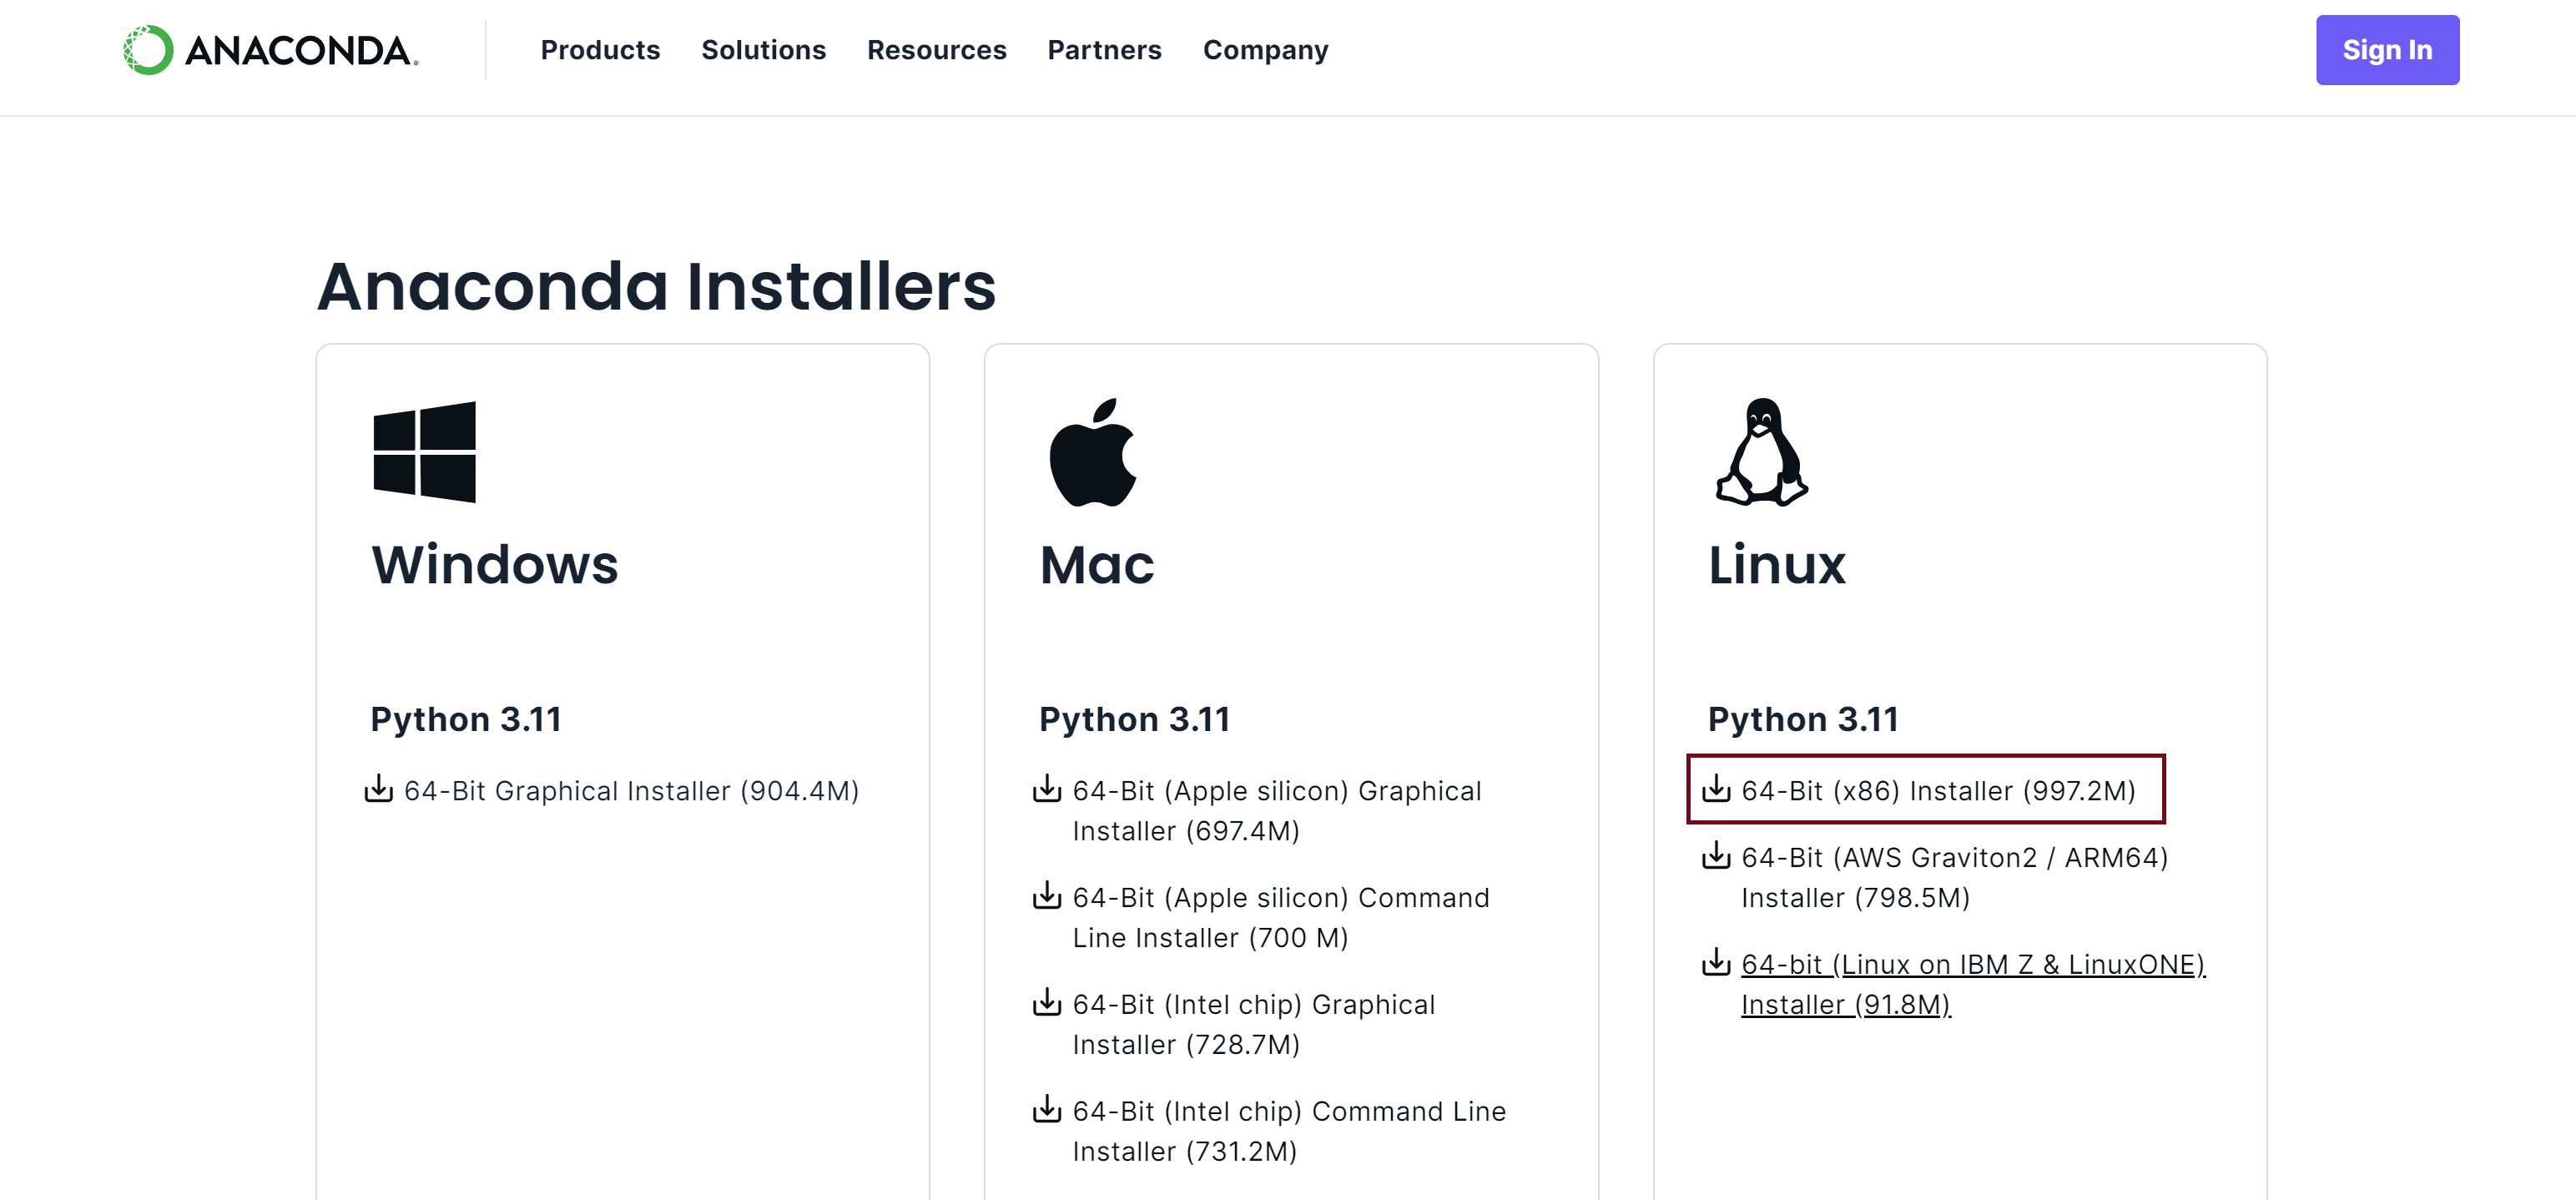 ANACONDA.
Products
Solutions
Resources
Partners
Company
Sign In
Anaconda Installers
Windows
Python 3.11
64-Bit Graphical Installer (904.4M)
Mac
Python 3.11
64-Bit (Apple silicon) Graphical
Installer (697.4M)
64-Bit (Apple silicon) Command
Line Installer (700 M)
64-Bit (Intel chip) Graphical
Installer (728.7M)
64-Bit (Intel chip) Command Line
Installer (731.2M)
Linux
Python 3.11
64-Bit (x86) Installer (997.2M)
64-Bit (AWS Graviton2 / ARM64)
Installer (798.5M)
64-bit (Linux on IBM Z & LinuxONE)
Installer (91.8M)